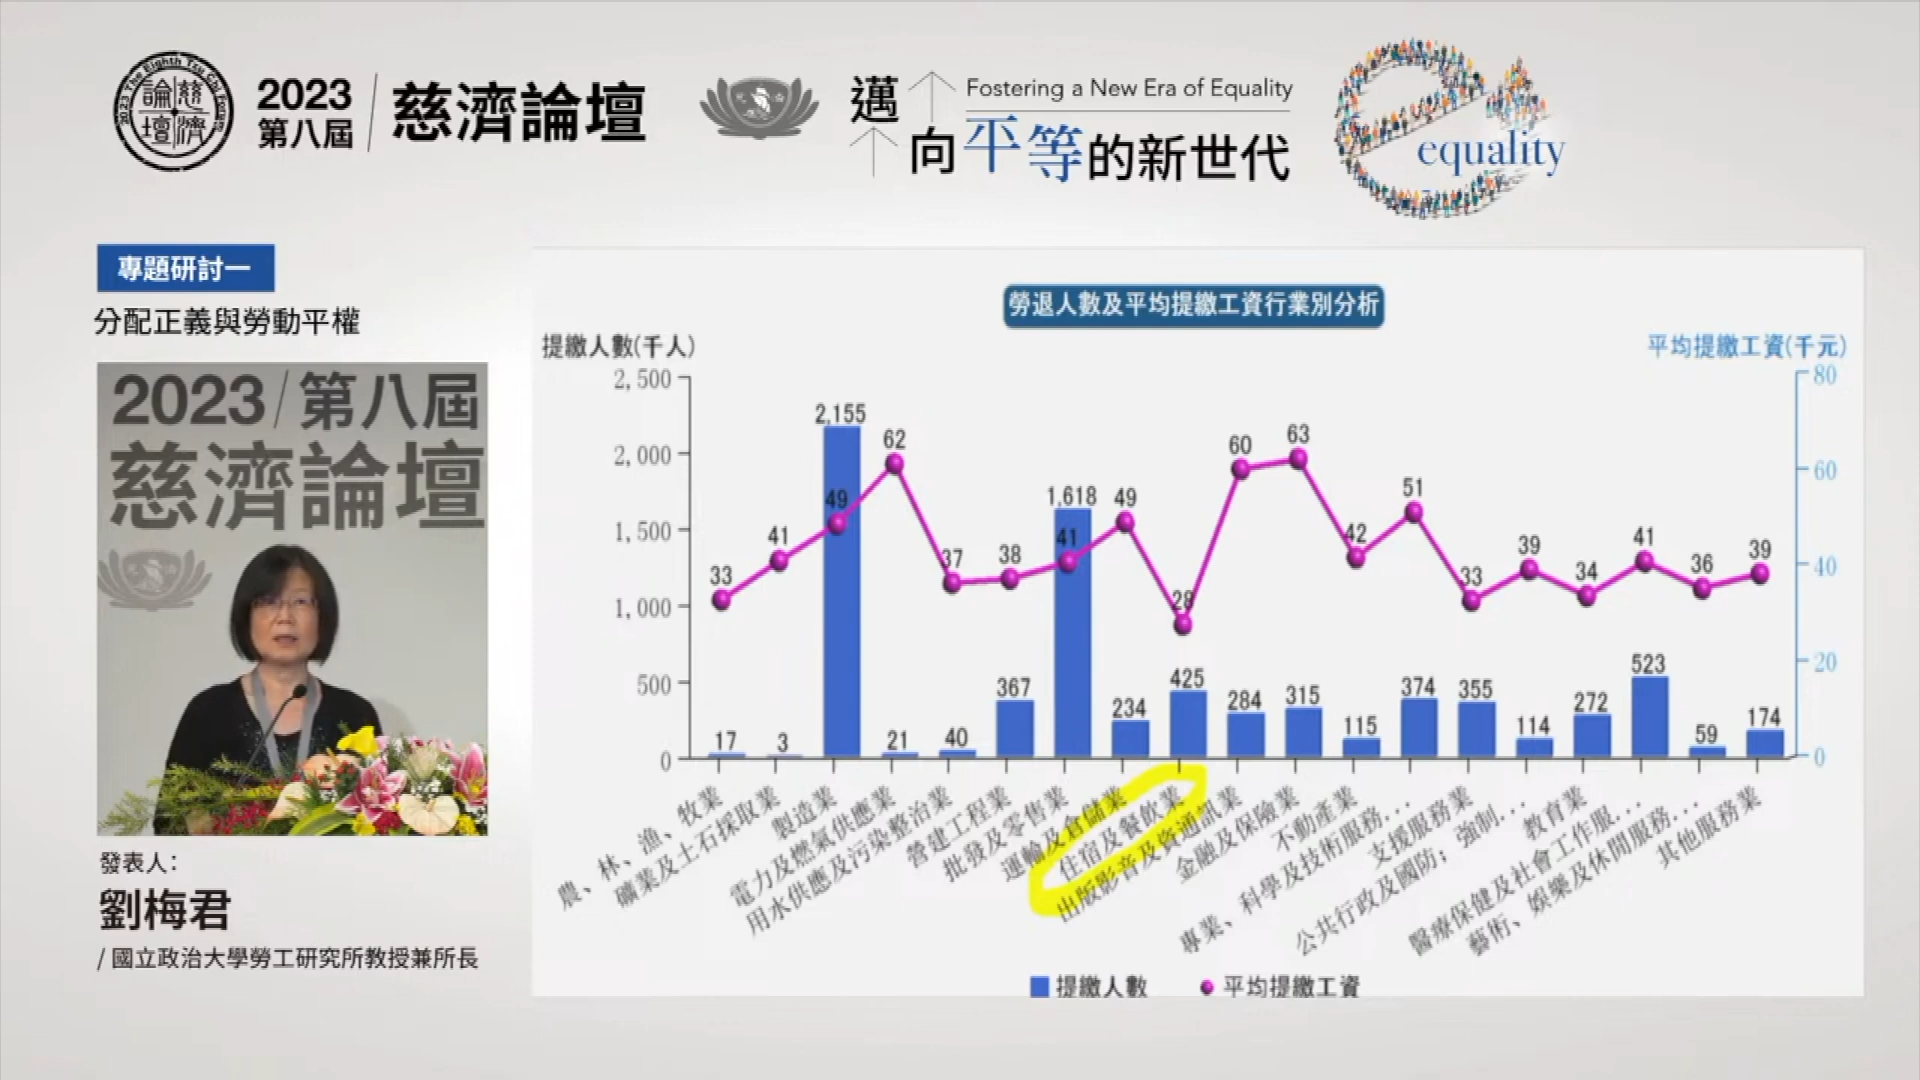 2023 The Eighth Tzu Chi Forum
慈濟論壇
2023
第八屆
慈濟論壇
邁向平等的新世代
Fostering a New Era of Equality
equality
專題研討一
分配正義與勞動平權
2023/第八屆
慈濟論壇
發表人:
劉梅君
/ 國立政治大學勞工研究所教授兼所長
勞退人數及平均提繳工資行業別分析
提繳人數(千人)
平均提繳工資(千元)
2,500
2,000
1,500
1,000
500
0
80
60
40
20
0
33
41
49
62
37
38
41
49
28
60
63
42
51
33
39
34
41
36
39
17
3
2,155
21
40
367
1,618
234
425
284
315
115
374
355
114
272
523
59
174
農、林、漁、牧業
礦業及土石採取業
製造業
電力及燃氣供應業
用水供應及污染整治業
營建工程業
批發及零售業
運輸及倉儲業
住宿及餐飲業
出版影音及資通訊業
金融及保險業
不動產業
專業、科學及技術服務...
支援服務業
公共行政及國防；強制...
教育業
醫療保健及社會工作服...
藝術、娛樂及休閒服務...
其他服務業
提繳人數
平均提繳工資